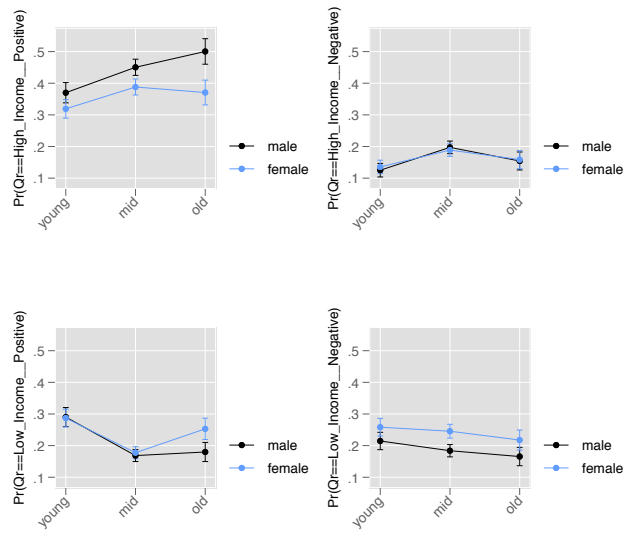 Pr(Qr==High_Income__Positive)
.5
.4
.3
.2
.1
young
mid
old
male
female
Pr(Qr==High_Income__Negative)
.5
.4
.3
.2
.1
young
mid
old
male
female
Pr(Qr==Low_Income__Positive)
.5
.4
.3
.2
.1
young
mid
old
male
female
Pr(Qr==Low_Income__Negative)
.5
.4
.3
.2
.1
young
mid
old
male
female